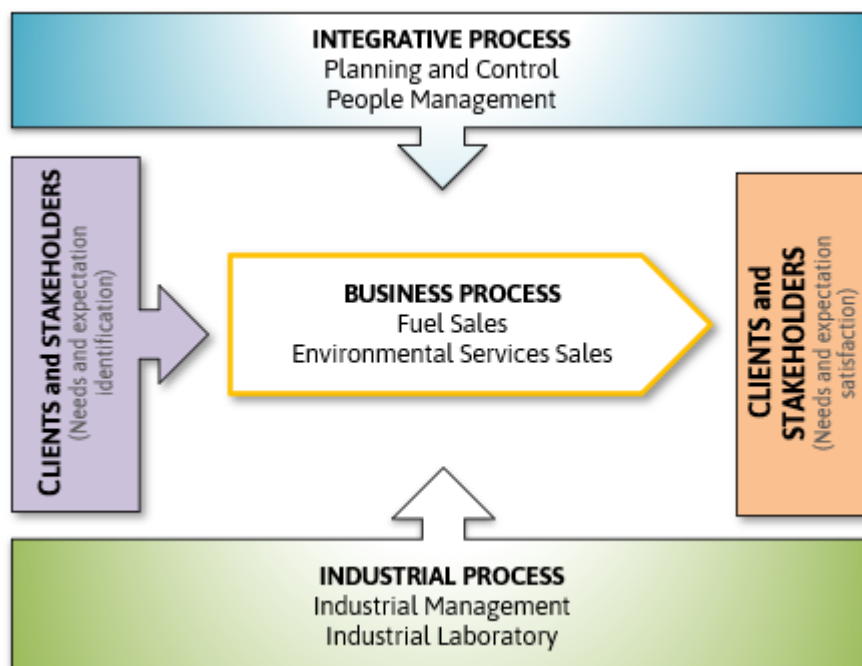 INTEGRATIVE PROCESS
Planning and Control
People Management
CLIENTS and STAKEHOLDERS
(Needs and expectation
identification)
BUSINESS PROCESS
Fuel Sales
Environmental Services Sales
CLIENTS and
STAKEHOLDERS
(Needs and expectation
satisfaction)
INDUSTRIAL PROCESS
Industrial Management
Industrial Laboratory